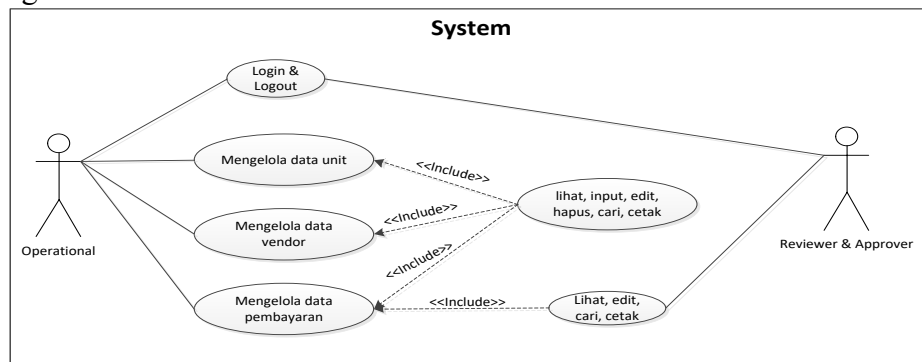 System
Login &
Logout
Mengelola data unit
<<Include>>
lihat, input, edit,
hapus, cari, cetak
<<Include>>
Mengelola data
vendor
Operational
Reviewer & Approver
<<Include>>
Mengelola data
pembayaran
<<Include>>
Lihat, edit,
cari, cetak